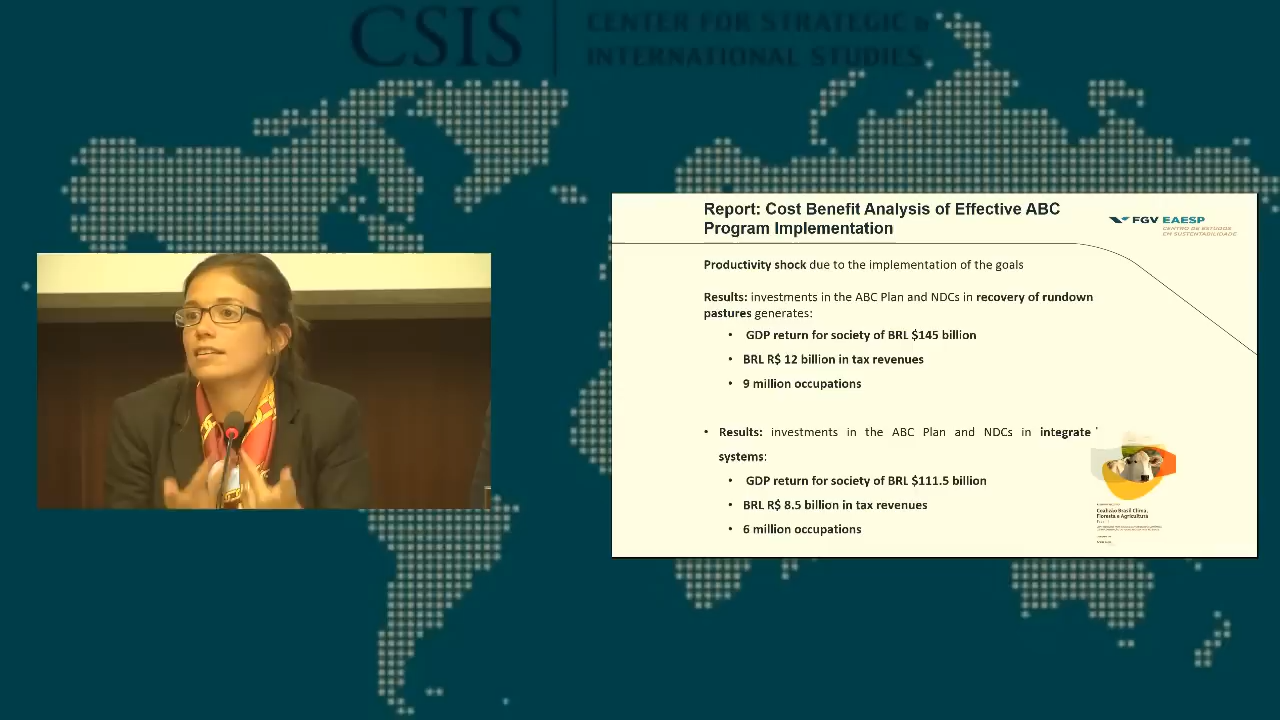 CSIS
CENTER FOR STRATEGIC &
INTERNATIONAL STUDIES
Report: Cost Benefit Analysis of Effective ABC
Program Implementation
FGV EAESP
CENTRO DE ESTUDOS
EM SUSTENTABILIDADE
Productivity shock due to the implementation of the goals
Results: investments in the ABC Plan and NDCs in recovery of rundown
pastures generates:
• GDP return for society of BRL $145 billion
• BRL R$ 12 billion in tax revenues
• 9 million occupations
• Results: investments in the ABC Plan and NDCs in integrate
systems:
• GDP return for society of BRL $111.5 billion
• BRL R$ 8.5 billion in tax revenues
• 6 million occupations
Coalizão Brasil Clima,
Floresta e Agricultura